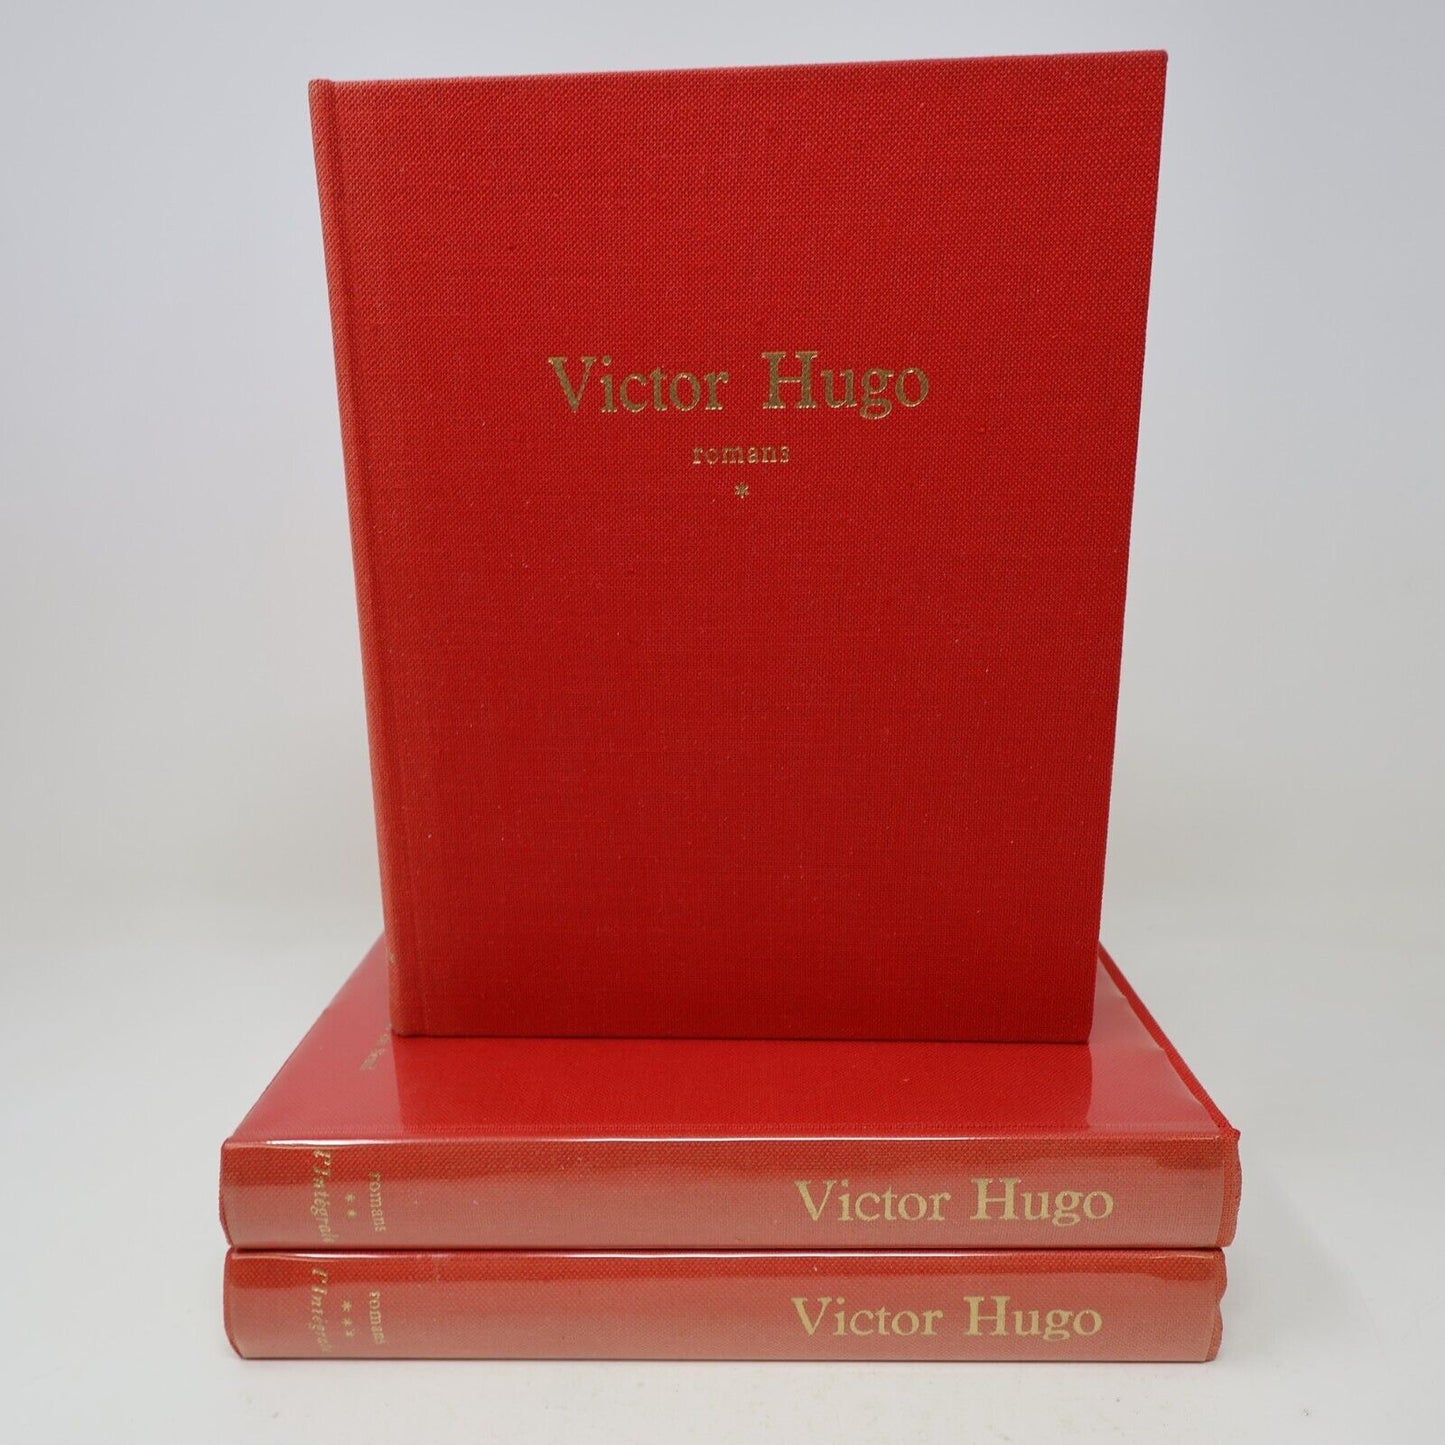 Victor Hugo
romans
*
Victor Hugo
romans
**
l'Intégrale
Victor Hugo
romans
***
l'Intégrale